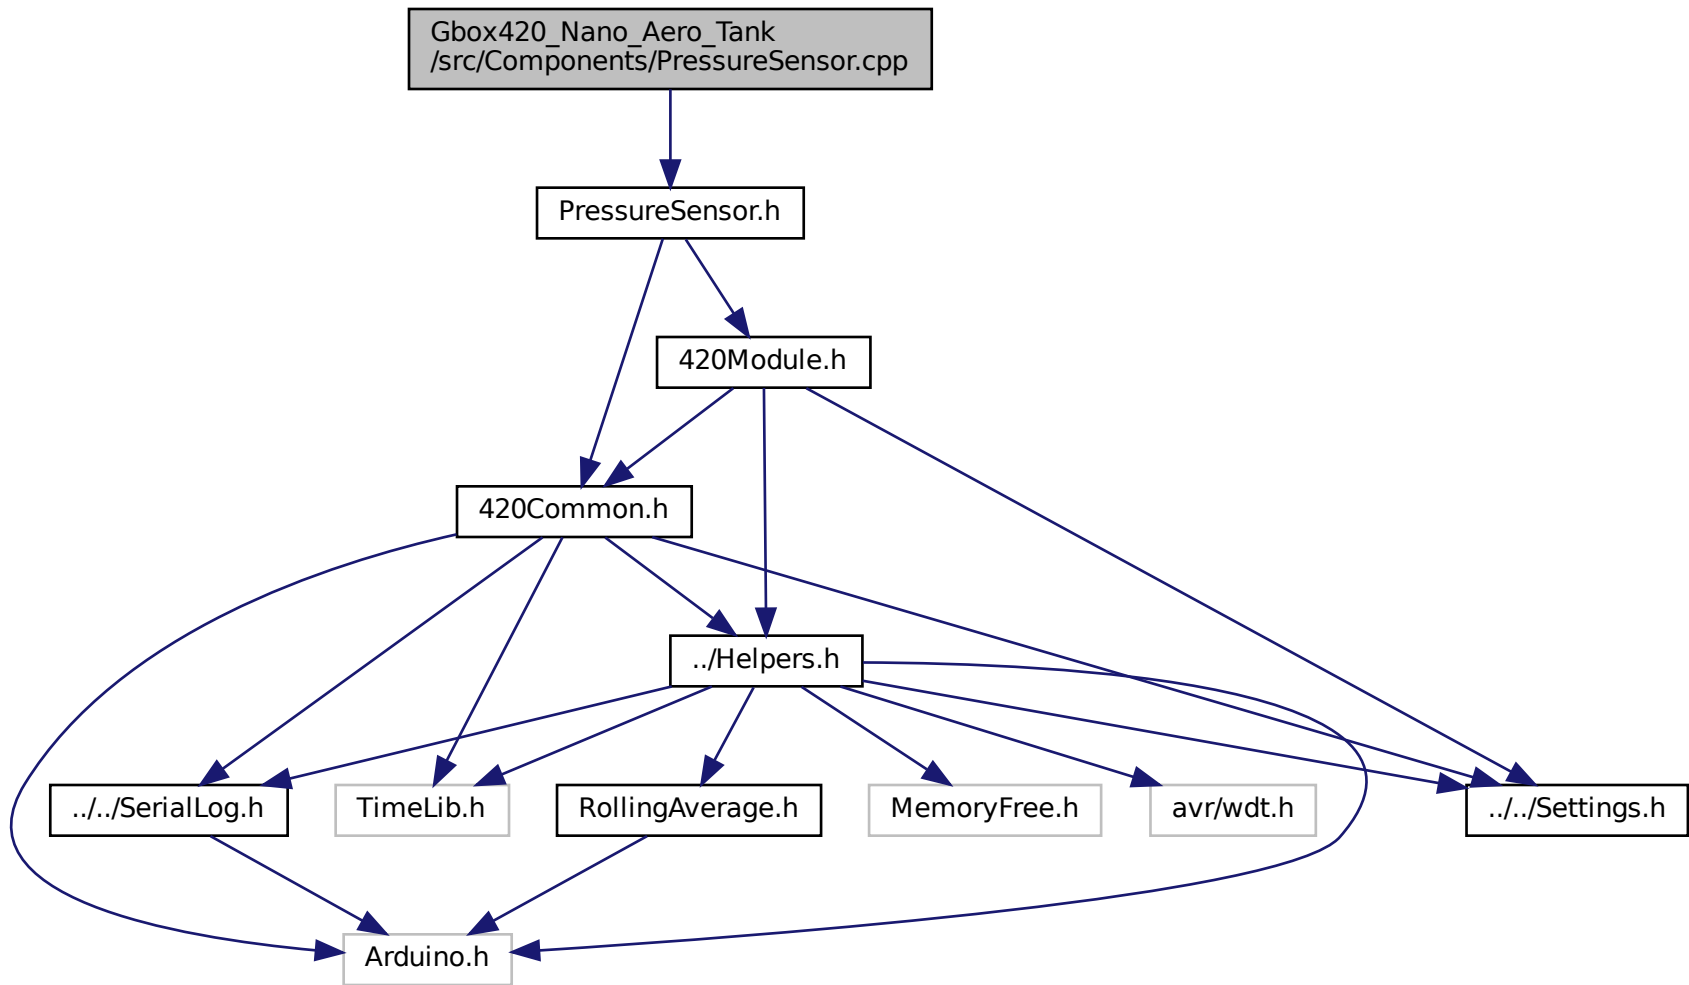 Gbox420_Nano_Aero_Tank
/src/Components/PressureSensor.cpp
PressureSensor.h
420Module.h
420Common.h
../Helpers.h
../../SerialLog.h
TimeLib.h
RollingAverage.h
MemoryFree.h
avr/wdt.h
../../Settings.h
Arduino.h